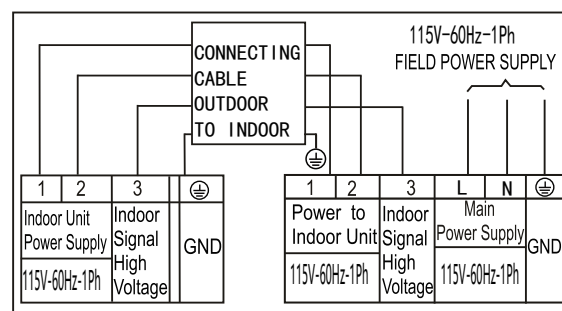 115V-60Hz-1Ph
FIELD POWER SUPPLY
CONNECTING
CABLE
OUTDOOR
TO INDOOR
1 2 3
Indoor Unit
Power Supply
115V-60Hz-1Ph
Indoor
Signal
High
Voltage
GND
1 2 3 L N
Power to
Indoor Unit
115V-60Hz-1Ph
Indoor
Signal
High
Voltage
Main
Power Supply
115V-60Hz-1Ph
GND